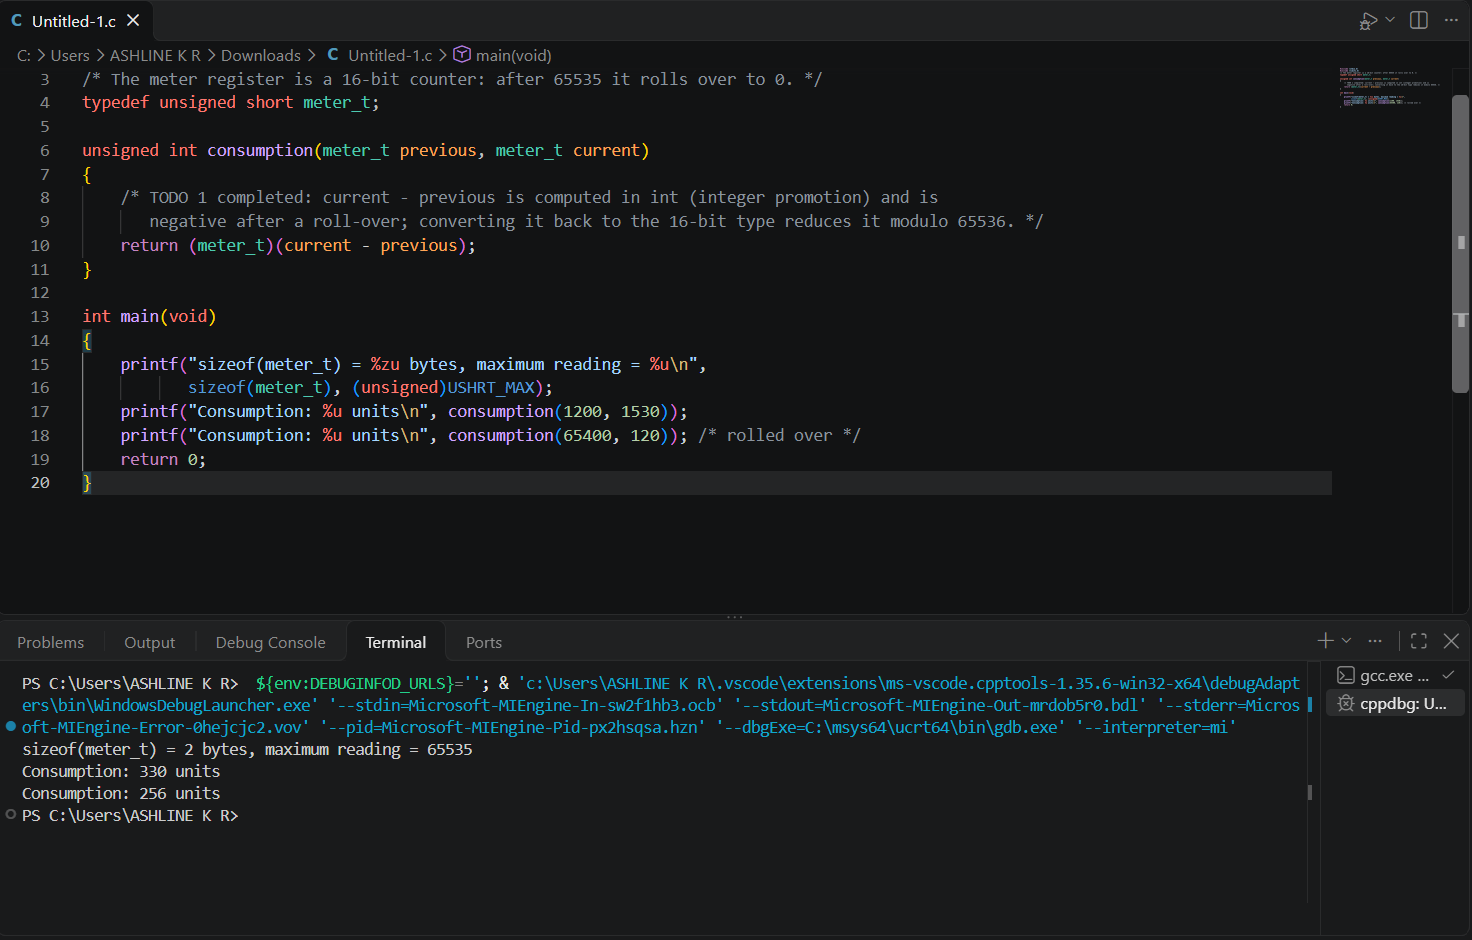 C Untitled-1.c
C: > Users > ASHLINE K R > Downloads > C Untitled-1.c > main(void)
3 /* The meter register is a 16-bit counter: after 65535 it rolls over to 0. */
4 typedef unsigned short meter_t;
5
6 unsigned int consumption(meter_t previous, meter_t current)
7 {
8 /* TODO 1 completed: current - previous is computed in int (integer promotion) and is
9 negative after a roll-over; converting it back to the 16-bit type reduces it modulo 65536. */
10 return (meter_t)(current - previous);
11 }
12
13 int main(void)
14 {
15 printf("sizeof(meter_t) = %zu bytes, maximum reading = %u\n",
16 sizeof(meter_t), (unsigned)USHRT_MAX);
17 printf("Consumption: %u units\n", consumption(1200, 1530));
18 printf("Consumption: %u units\n", consumption(65400, 120)); /* rolled over */
19 return 0;
20 }
Problems Output Debug Console Terminal Ports
PS C:\Users\ASHLINE K R> ${env:DEBUGINFOD_URLS}=''; & 'c:\Users\ASHLINE K R\.vscode\extensions\ms-vscode.cpptools-1.35.6-win32-x64\debugAdapt
ers\bin\WindowsDebugLauncher.exe' '--stdin=Microsoft-MIEngine-In-sw2f1hb3.ocb' '--stdout=Microsoft-MIEngine-Out-mrdob5r0.bdl' '--stderr=Micros
oft-MIEngine-Error-0hejcjc2.vov' '--pid=Microsoft-MIEngine-Pid-px2hsqsa.hzn' '--dbgExe=C:\msys64\ucrt64\bin\gdb.exe' '--interpreter=mi'
sizeof(meter_t) = 2 bytes, maximum reading = 65535
Consumption: 330 units
Consumption: 256 units
PS C:\Users\ASHLINE K R>
gcc.exe ...
cppdbg: U...